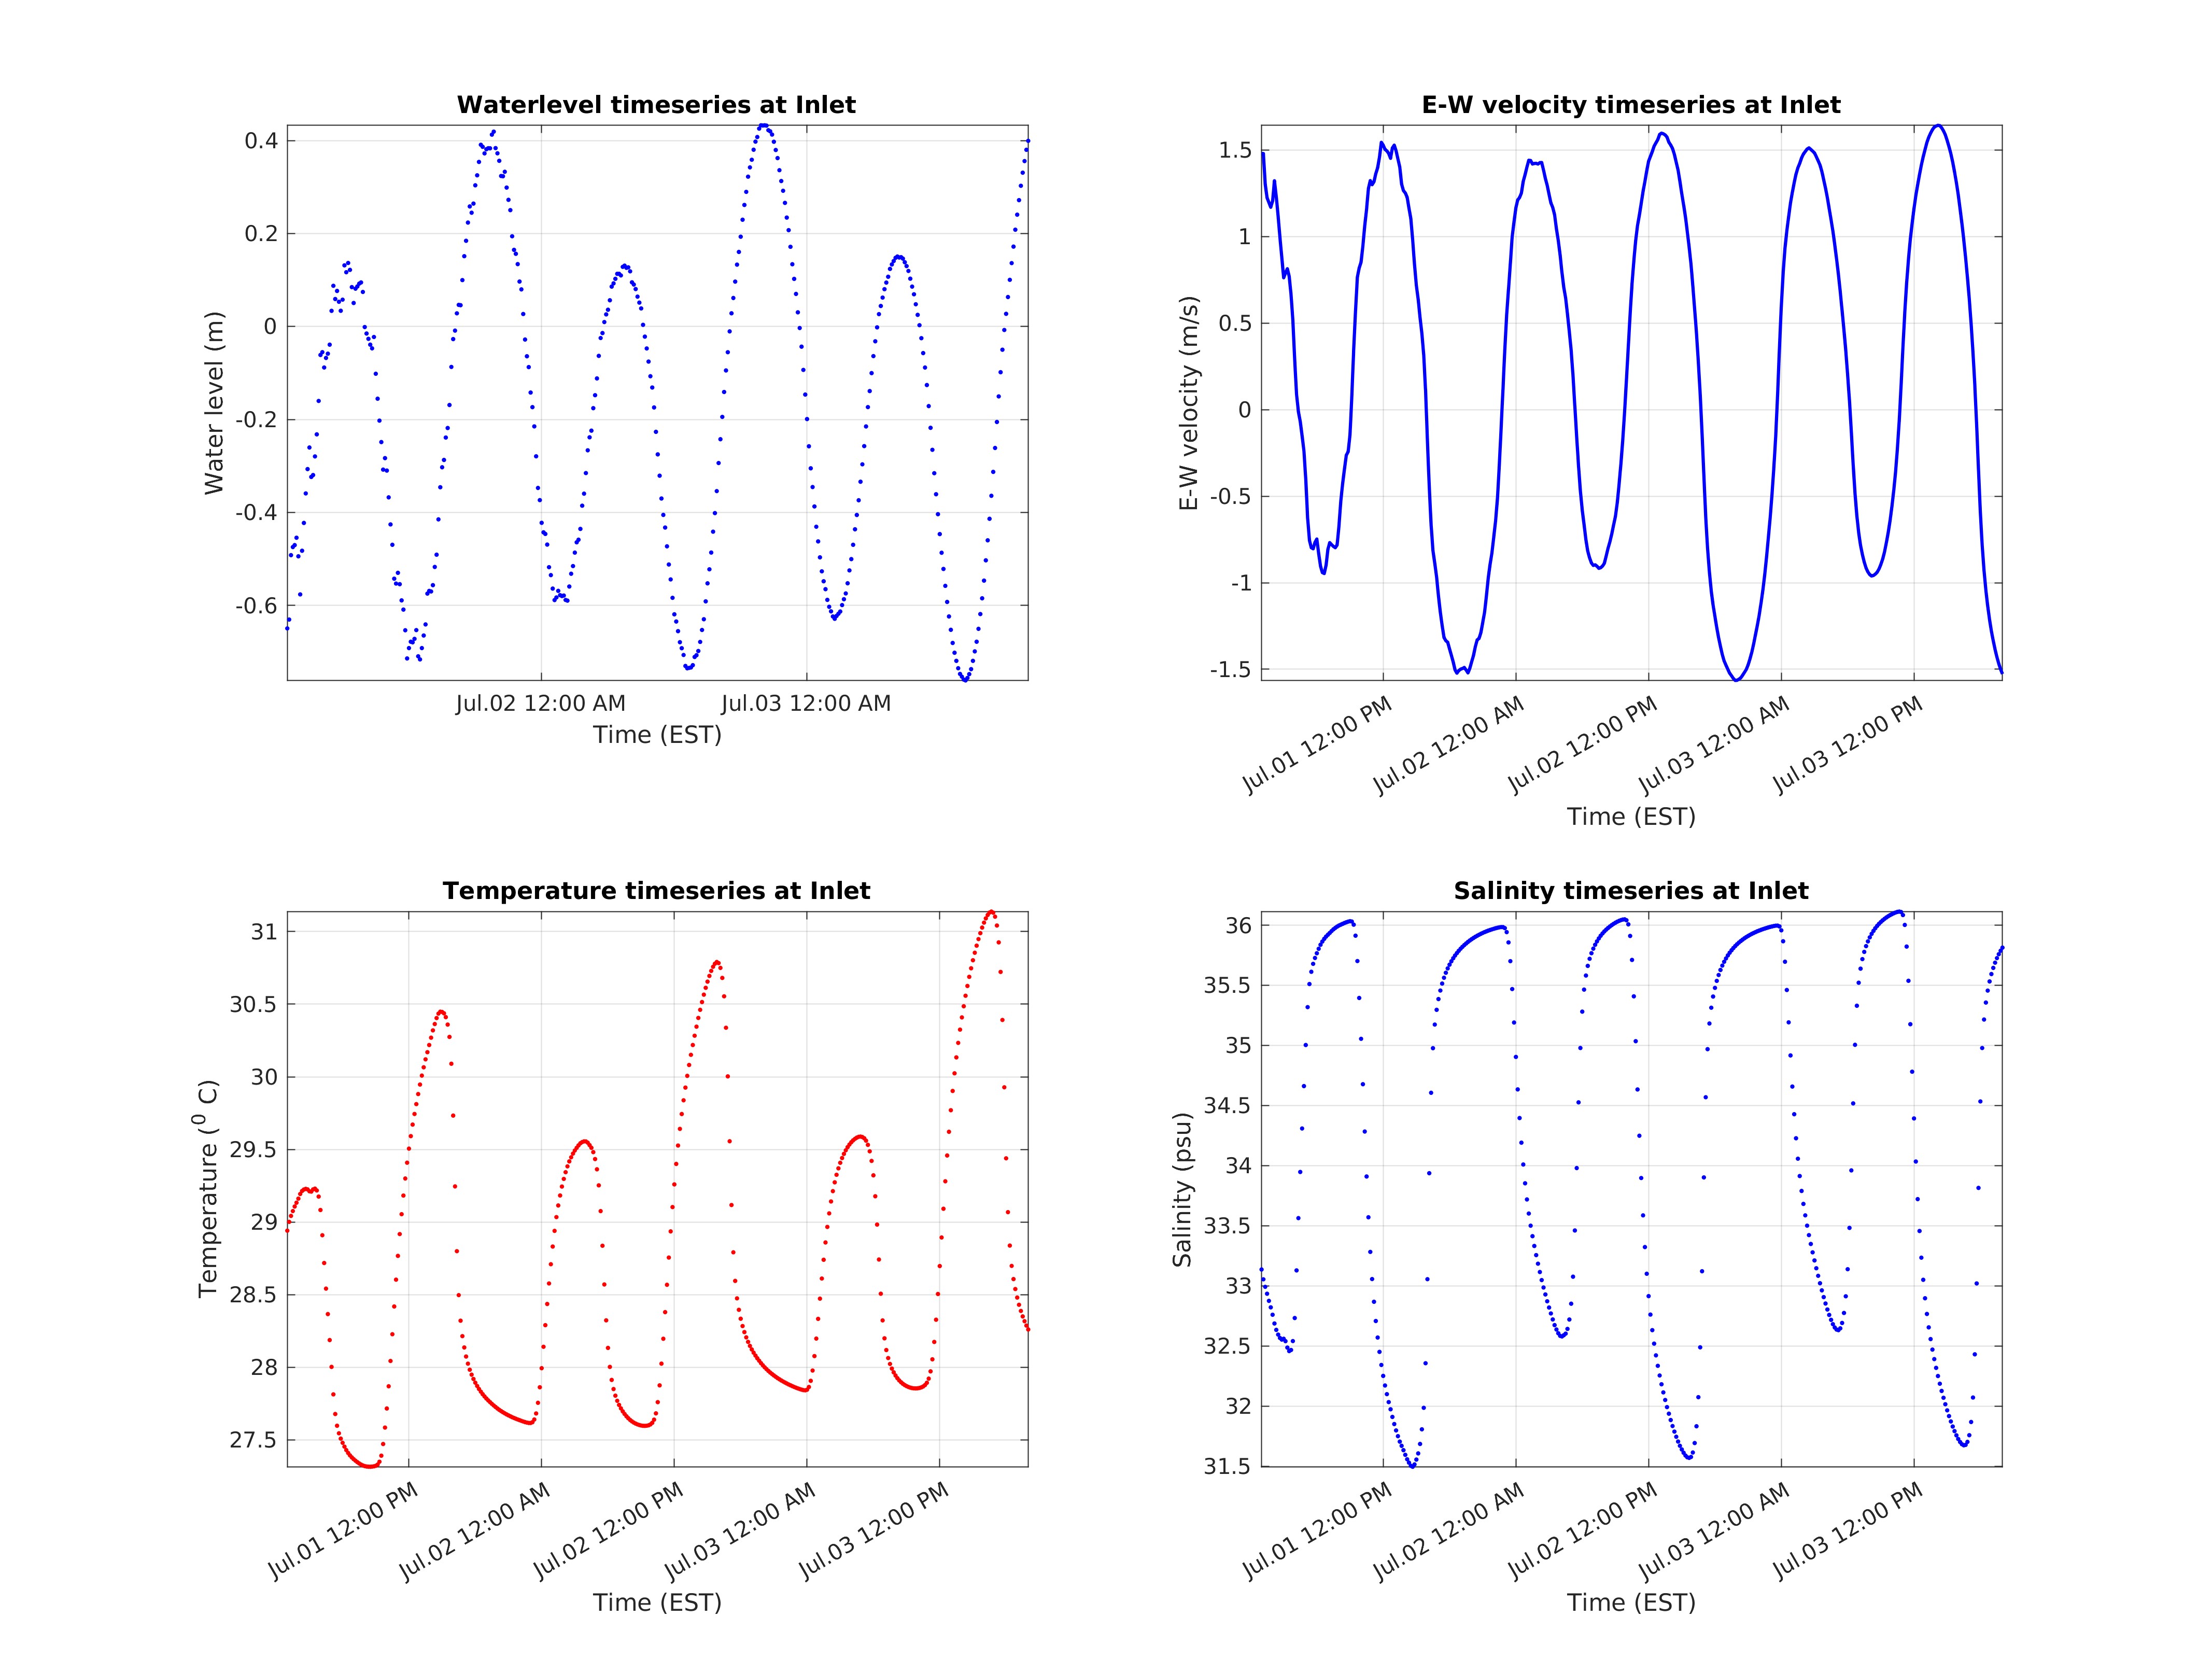 Waterlevel timeseries at Inlet
0.4
0.2
0
-0.2
-0.4
-0.6
Water level (m)
Jul.02 12:00 AM Jul.03 12:00 AM
Time (EST)
E-W velocity timeseries at Inlet
1.5
1
0.5
0
-0.5
-1
-1.5
E-W velocity (m/s)
Jul.01 12:00 PM
Jul.02 12:00 AM
Jul.02 12:00 PM
Jul.03 12:00 AM
Jul.03 12:00 PM
Time (EST)
Temperature timeseries at Inlet
31
30.5
30
29.5
29
28.5
28
27.5
Temperature (⁰ C)
Jul.01 12:00 PM
Jul.02 12:00 AM
Jul.02 12:00 PM
Jul.03 12:00 AM
Jul.03 12:00 PM
Time (EST)
Salinity timeseries at Inlet
36
35.5
35
34.5
34
33.5
33
32.5
32
31.5
Salinity (psu)
Jul.01 12:00 PM
Jul.02 12:00 AM
Jul.02 12:00 PM
Jul.03 12:00 AM
Jul.03 12:00 PM
Time (EST)